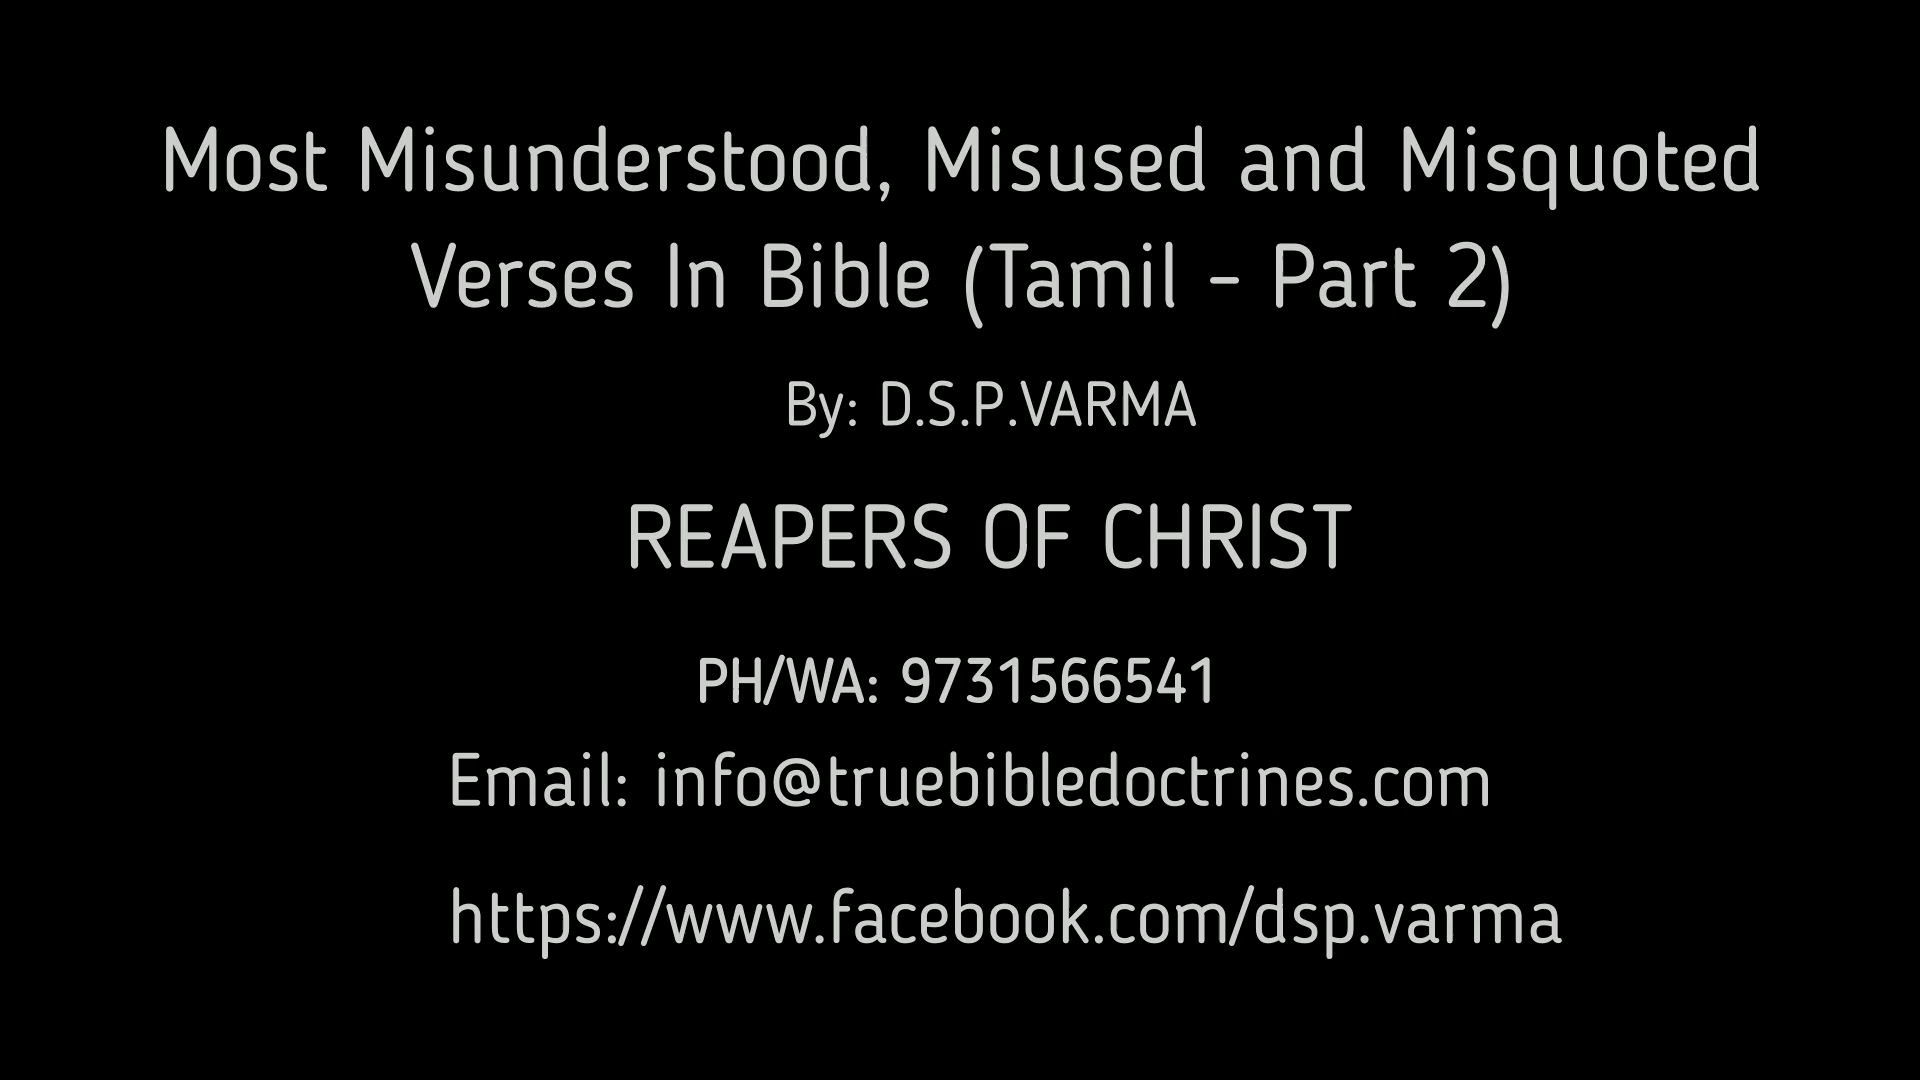 Most Misunderstood, Misused and Misquoted
Verses In Bible (Tamil - Part 2)
By: D.S.P.VARMA
REAPERS OF CHRIST
PH/WA: 9731566541
Email: info@truebibledoctrines.com
https://www.facebook.com/dsp.varma